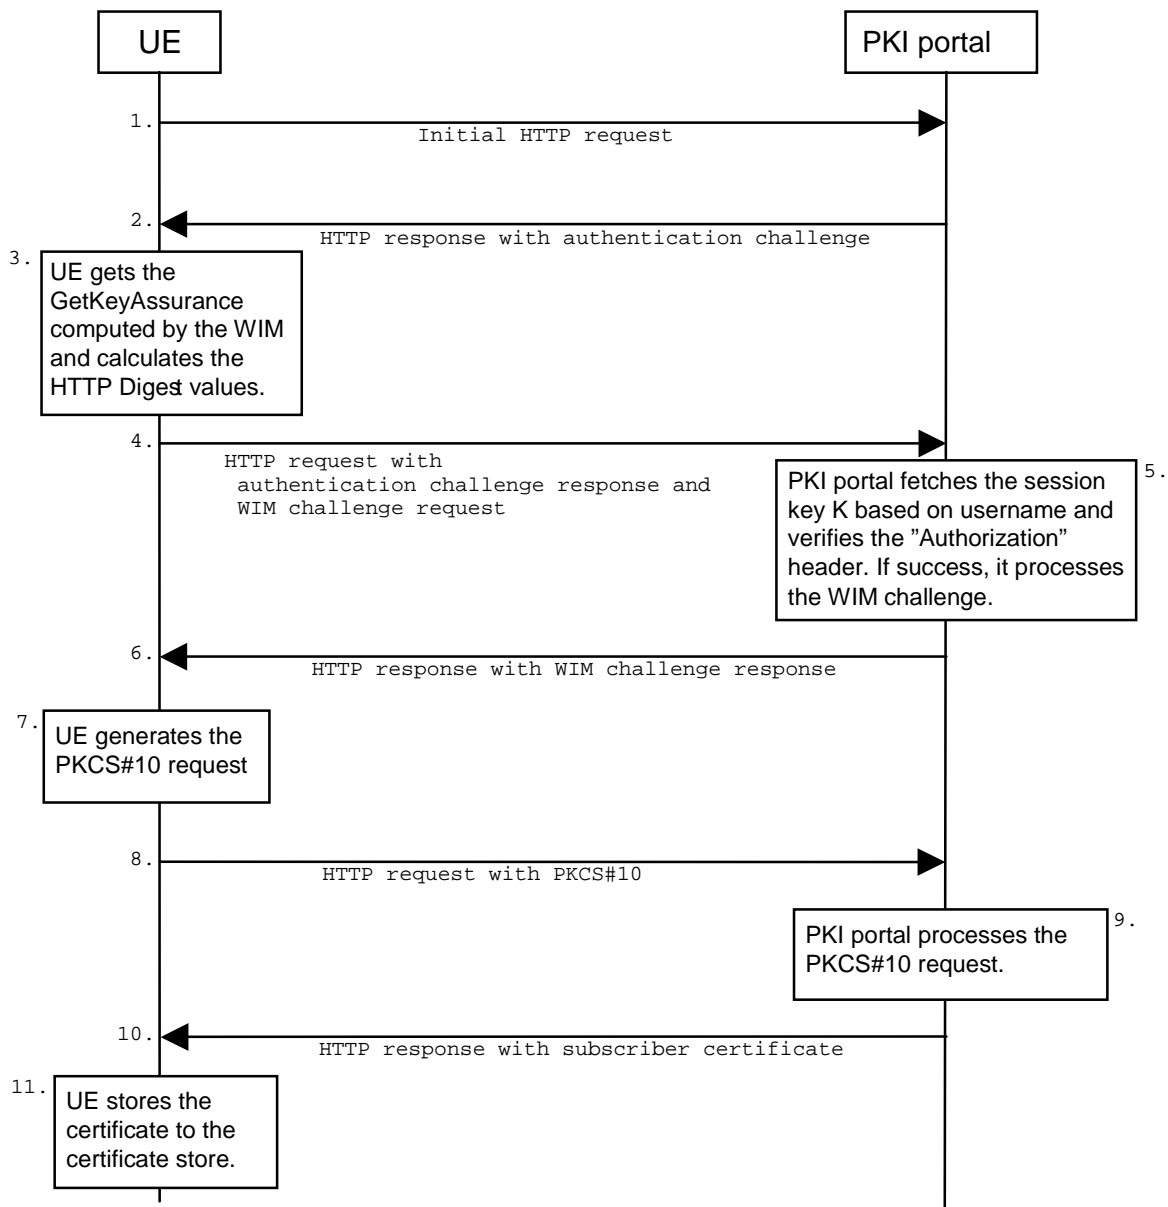 UE
PKI portal
1.
Initial HTTP request
2.
HTTP response with authentication challenge
3.
UE gets the
GetKeyAssurance
computed by the WIM
and calculates the
HTTP Digest values.
4.
HTTP request with
authentication challenge response and
WIM challenge request
5.
PKI portal fetches the session
key K based on username and
verifies the ”Authorization”
header. If success, it processes
the WIM challenge.
6.
HTTP response with WIM challenge response
7.
UE generates the
PKCS#10 request
8.
HTTP request with PKCS#10
9.
PKI portal processes the
PKCS#10 request.
10.
HTTP response with subscriber certificate
11.
UE stores the
certificate to the
certificate store.